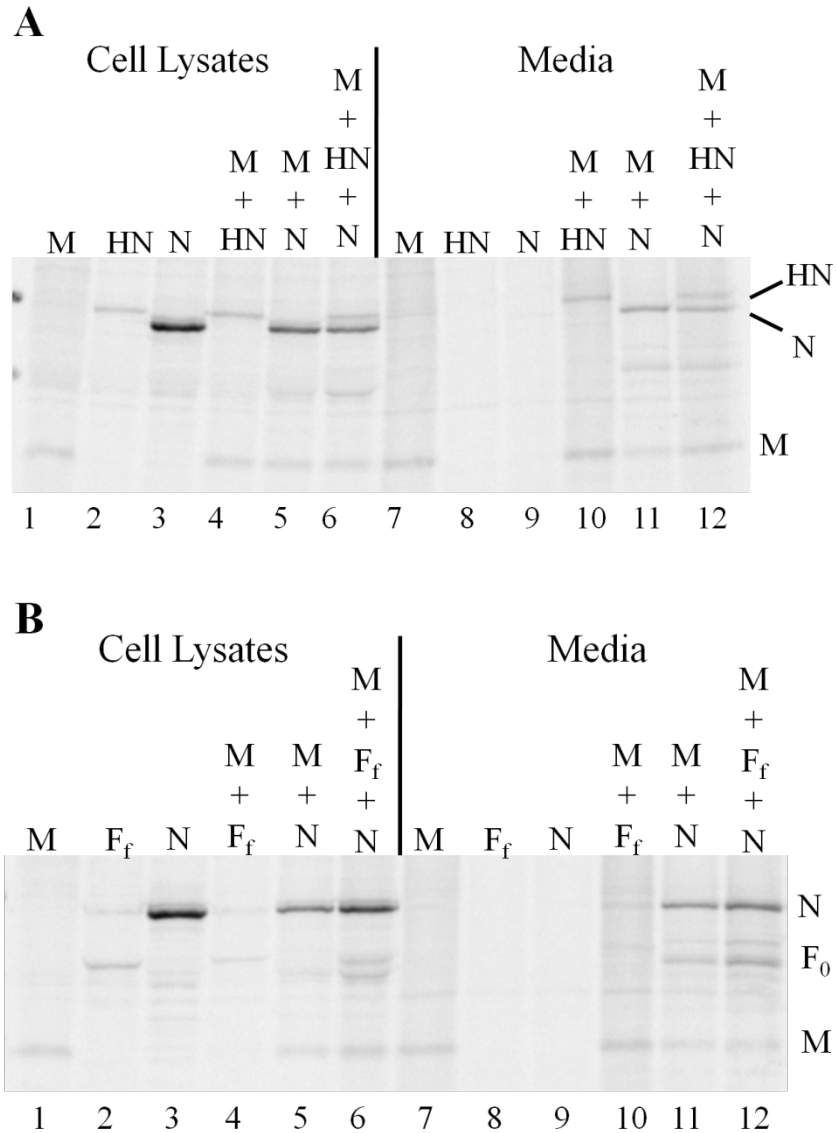 A
Cell Lysates
Media
M
+
HN
+
N
M
+
HN
+
N
M
+
HN
M
+
N
M
+
HN
M
+
N
M HN N M HN N
HN
N
M
1 2 3 4 5 6 7 8 9 10 11 12
B
Cell Lysates
Media
M
+
Ff
+
N
M
+
Ff
+
N
M
+
Ff
M
+
N
M
+
Ff
M
+
N
M Ff N M Ff N
N
F0
M
1 2 3 4 5 6 7 8 9 10 11 12